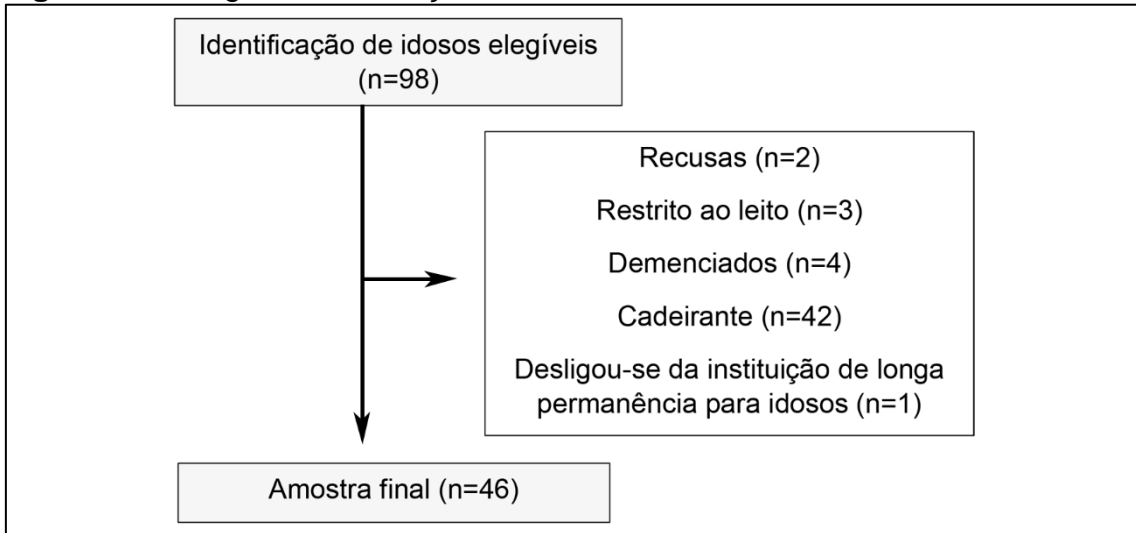 Identificação de idosos elegíveis
(n=98)
Recusas (n=2)
Restrito ao leito (n=3)
Demenciados (n=4)
Cadeirante (n=42)
Desligou-se da instituição de longa
permanência para idosos (n=1)
Amostra final (n=46)